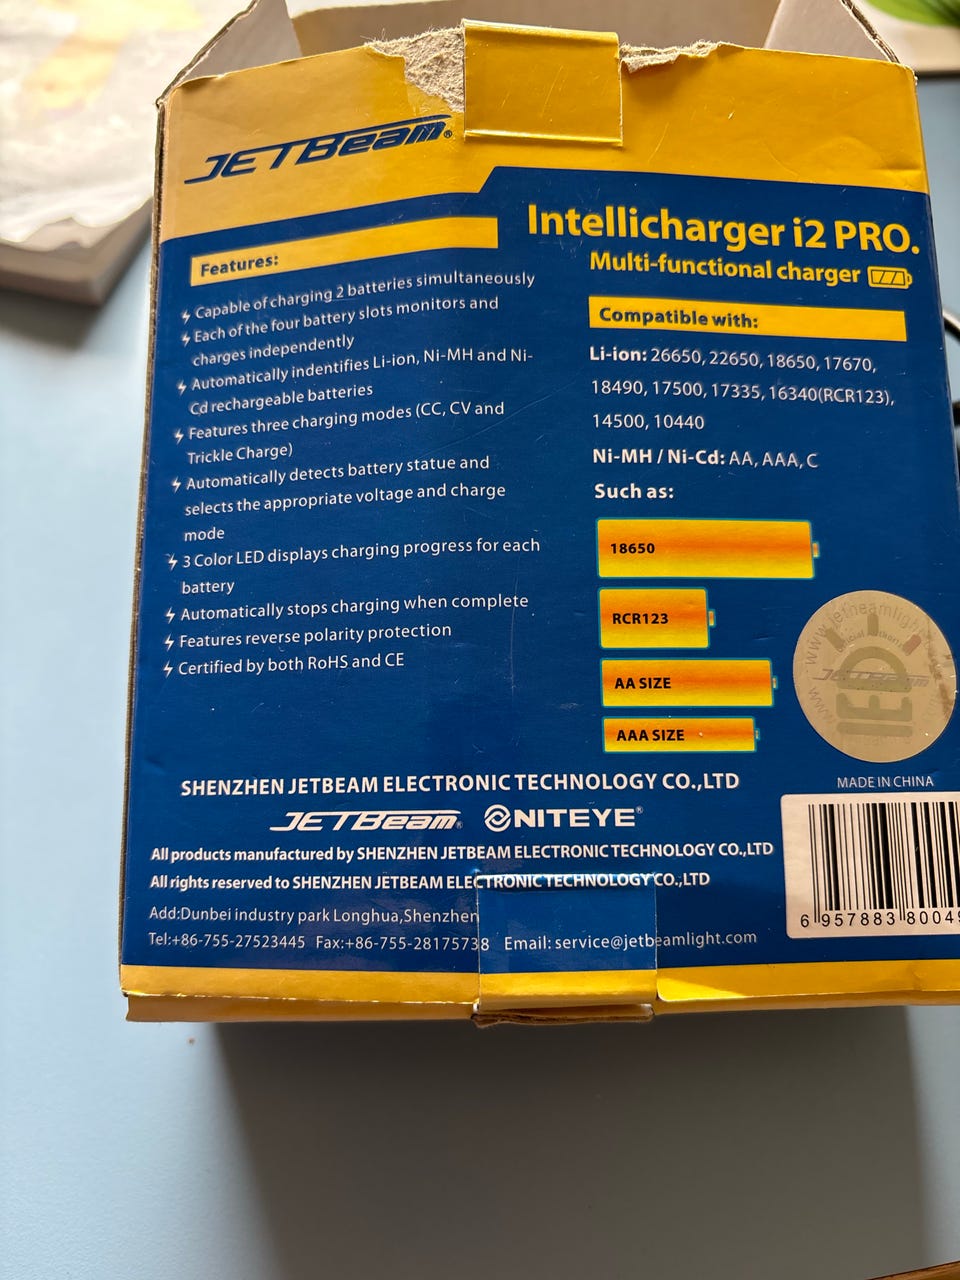 JETBeam®
Intellicharger i2 PRO.
Multi-functional charger
Features:
Capable of charging 2 batteries simultaneously
Each of the four battery slots monitors and
charges independently
Automatically indentifies Li-ion, Ni-MH and Ni-
Cd rechargeable batteries
Features three charging modes (CC, CV and
Trickle Charge)
Automatically detects battery statue and
selects the appropriate voltage and charge
mode
3 Color LED displays charging progress for each
battery
Automatically stops charging when complete
Features reverse polarity protection
Certified by both RoHS and CE
Compatible with:
Li-ion: 26650, 22650, 18650, 17670,
18490, 17500, 17335, 16340(RCR123),
14500, 10440
Ni-MH / Ni-Cd: AA, AAA, C
Such as:
18650
RCR123
AA SIZE
AAA SIZE
JETBEAM
MADE IN CHINA
6 957883 80049
SHENZHEN JETBEAM ELECTRONIC TECHNOLOGY CO.,LTD
JETBeam® NITEYE®
All products manufactured by SHENZHEN JETBEAM ELECTRONIC TECHNOLOGY CO.,LTD
All rights reserved to SHENZHEN JETBEAM ELECTRONIC TECHNOLOGY CO.,LTD
Add:Dunbei industry park Longhua,Shenzhen
Tel:+86-755-27523445 Fax:+86-755-28175738 Email: service@jetbeamlight.com